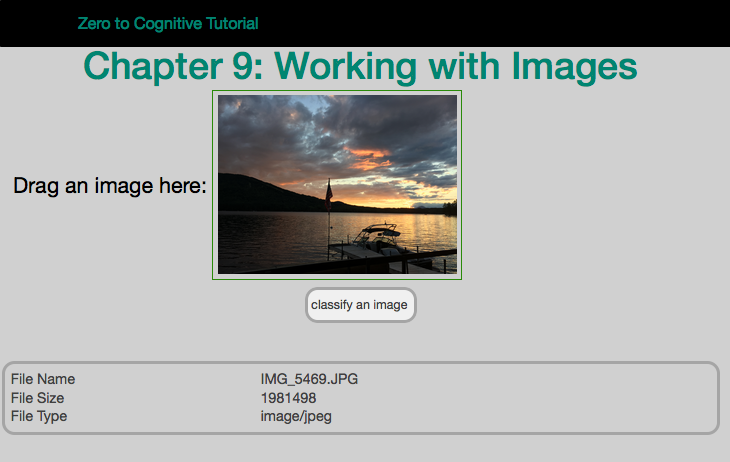 Zero to Cognitive Tutorial
Chapter 9: Working with Images
Drag an image here:
classify an image
File Name IMG_5469.JPG
File Size 1981498
File Type image/jpeg